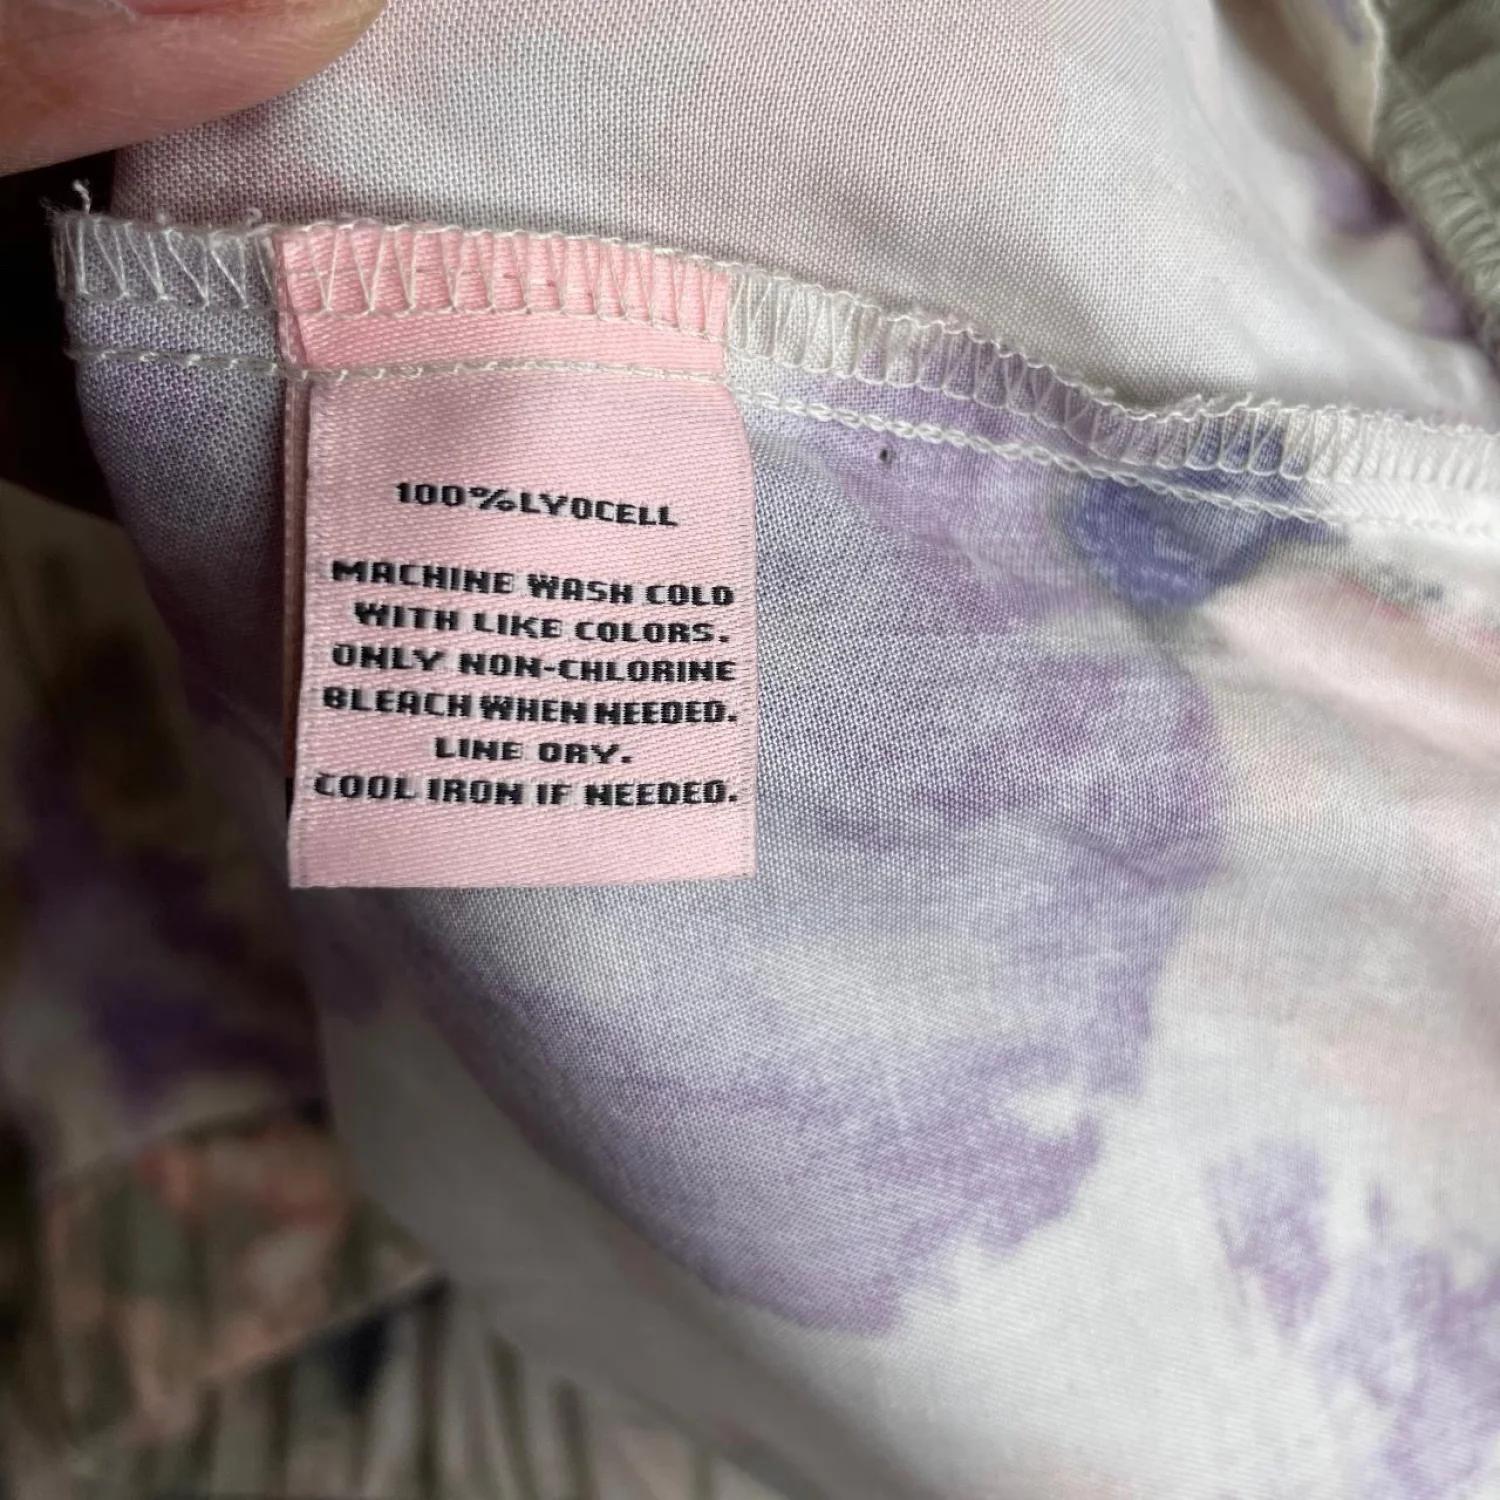 100%LYOCELL
MACHINE WASH COLD
WITH LIKE COLORS.
ONLY NON-CHLORINE
BLEACH WHEN NEEDED.
LINE DRY.
COOL IRON IF NEEDED.